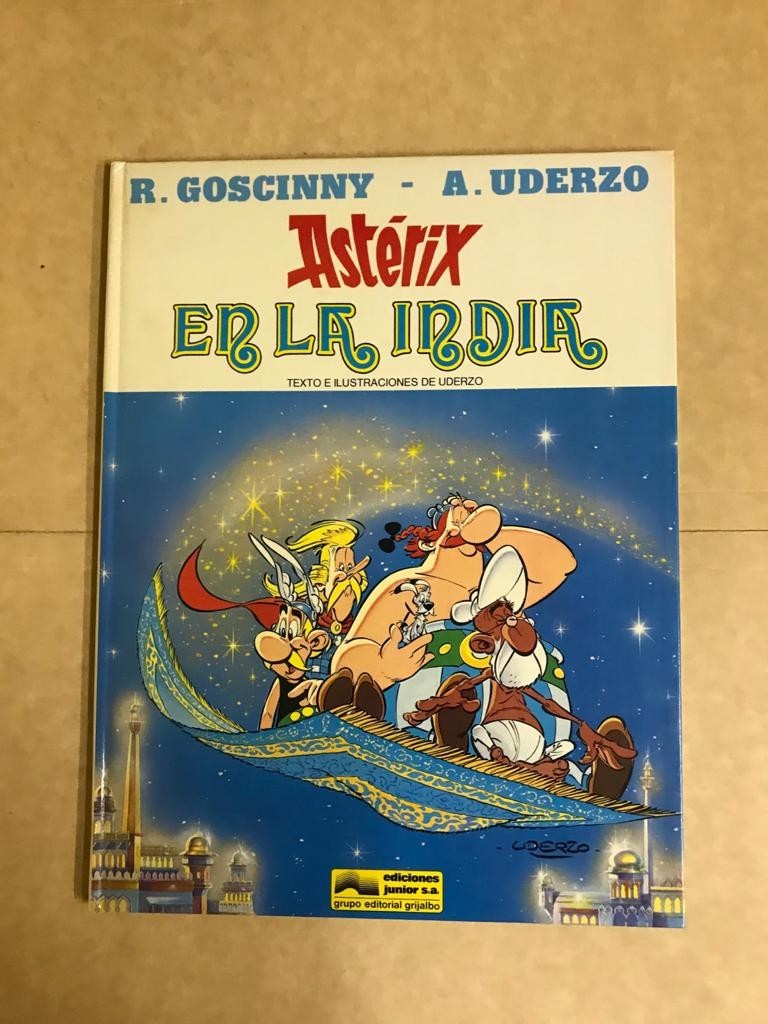 R. GOSCINNY - A. UDERZO
Astérix
EN LA INDIA
TEXTO E ILUSTRACIONES DE UDERZO
· UDERZO ·
ediciones
junior s.a.
grupo editorial grijalbo